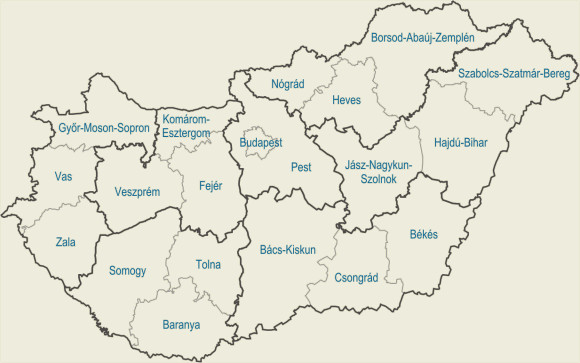 Borsod-Abaúj-Zemplén
Szabolcs-Szatmár-Bereg
Nógrád
Heves
Győr-Moson-Sopron
Komárom-
Esztergom
Budapest
Hajdú-Bihar
Pest
Jász-Nagykun-
Szolnok
Vas
Veszprém
Fejér
Zala
Somogy
Tolna
Bács-Kiskun
Békés
Csongrád
Baranya